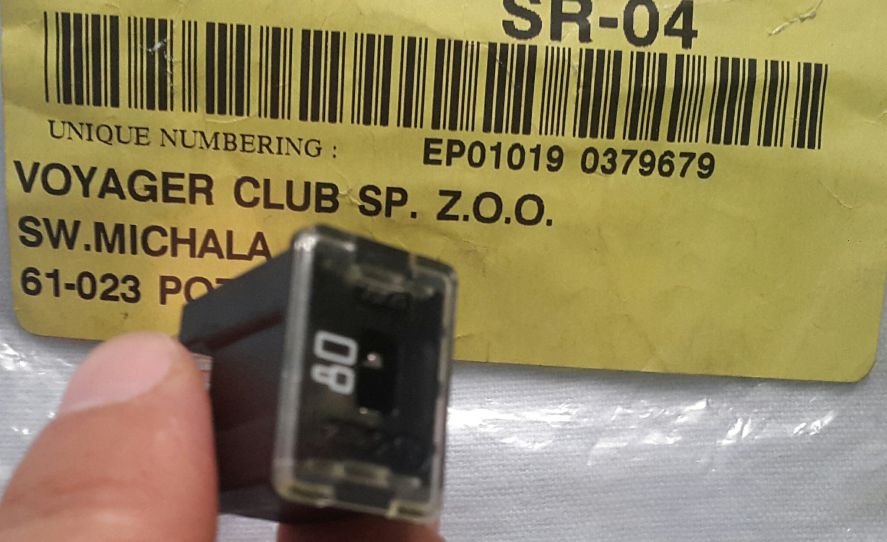 SR-04
UNIQUE NUMBERING :
EP01019 0379679
VOYAGER CLUB SP. Z.O.O.
SW.MICHALA
61-023
80